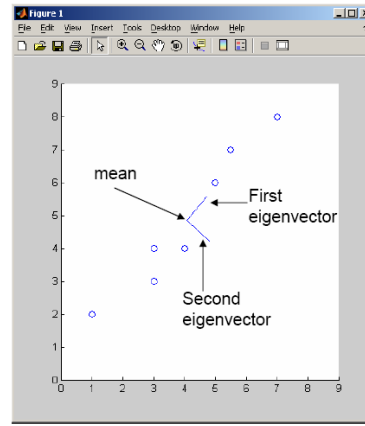 Figure 1
File Edit View Insert Tools Desktop Window Help
9
8
7
6
5
4
3
2
1
0
0 1 2 3 4 5 6 7 8 9
mean
First
eigenvector
Second
eigenvector